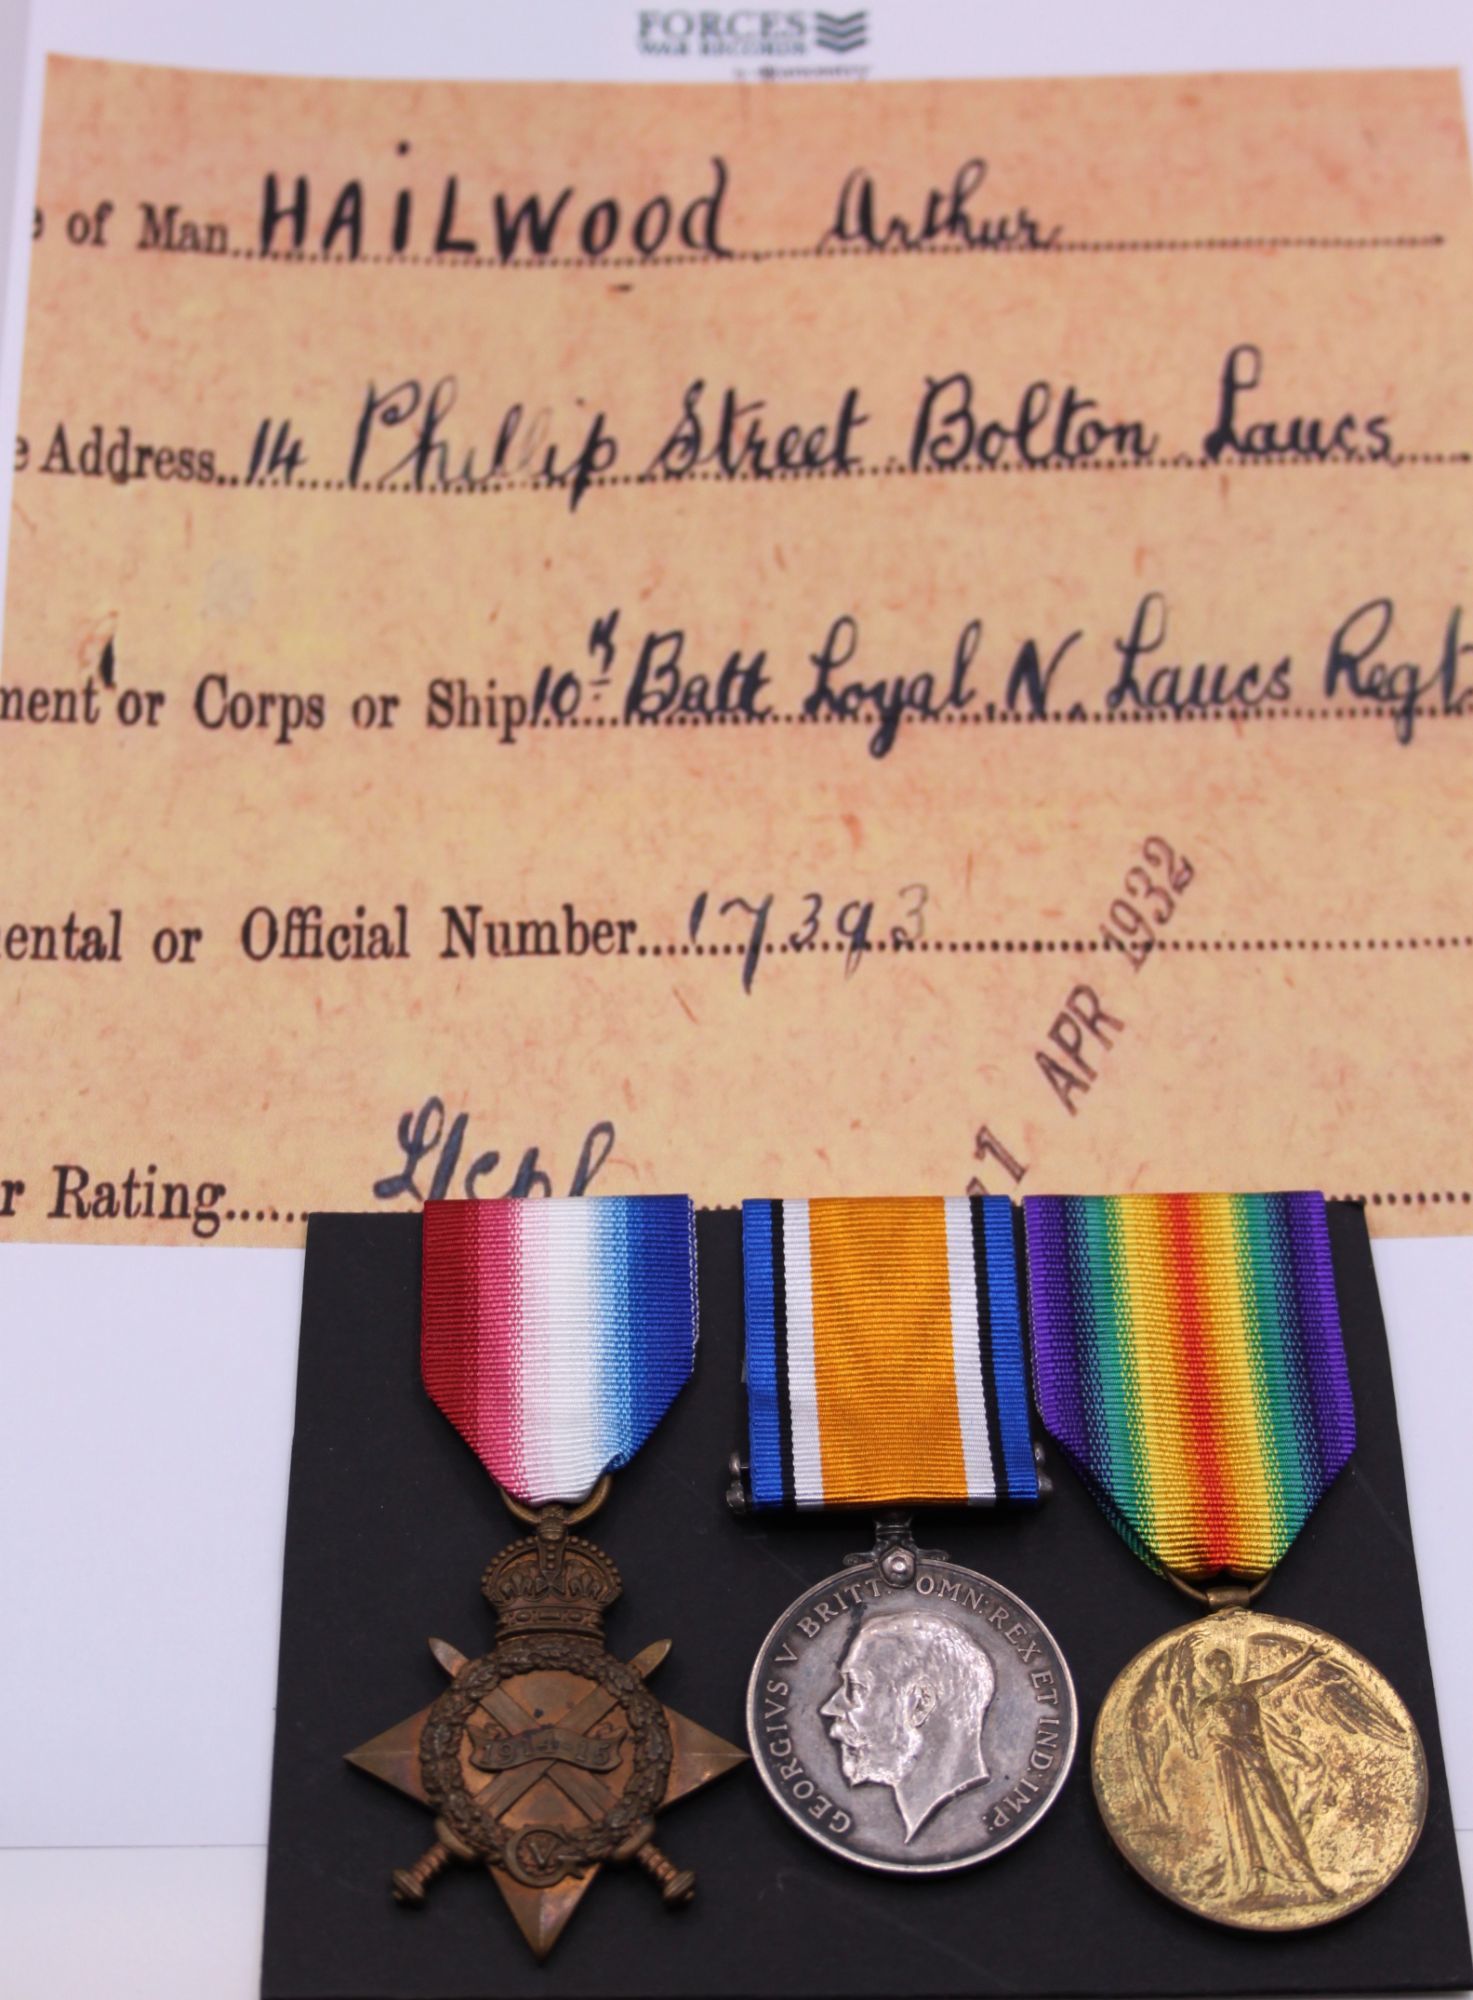 FORCES
WAR RECORDS
e of Man HAiLWOOD Arthur
e Address 14 Phillip Street Bolton Lancs
ment or Corps or Ship 10th Batt Loyal N. Lancs Regt
ental or Official Number 17393
1 APR 1932
r Rating L/cpl
1914-15
GEORGIVS V BRITT: OMN: REX ET IND: IMP: